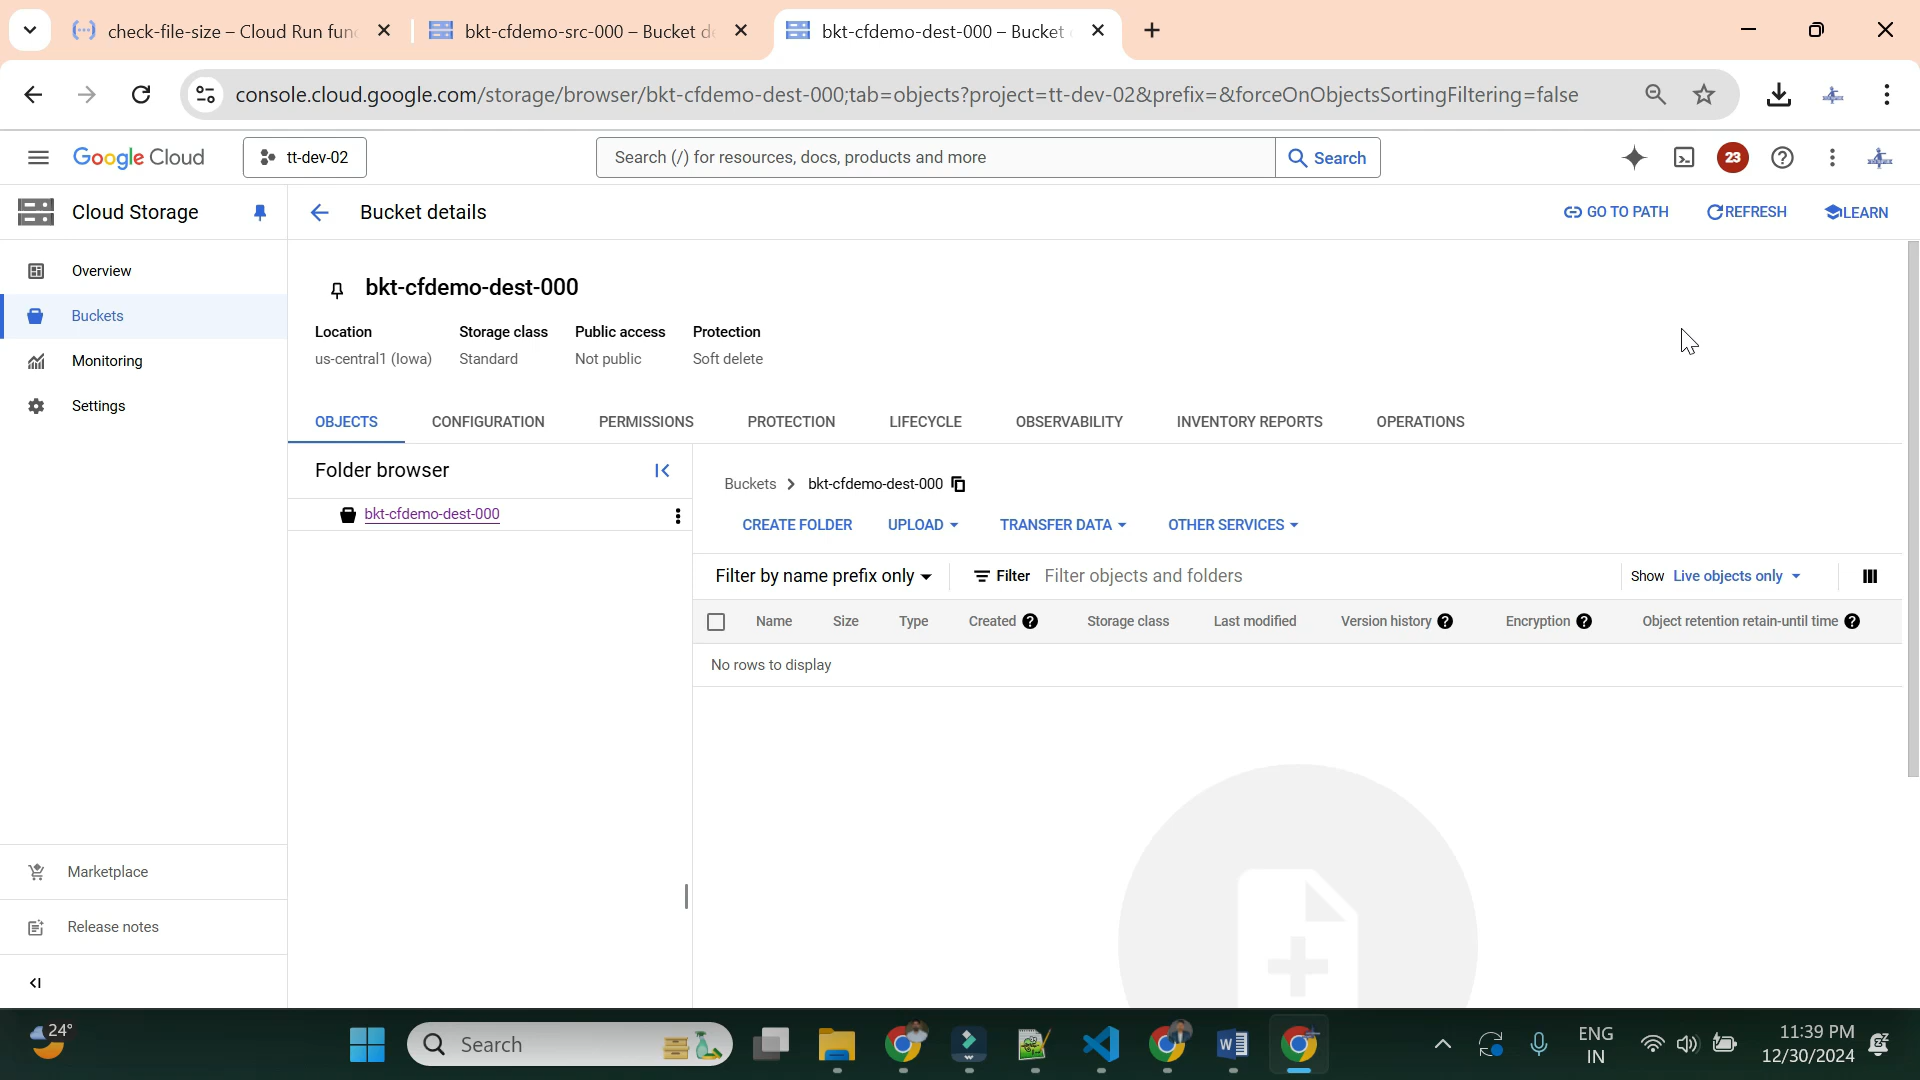 check-file-size – Cloud Run fun
bkt-cfdemo-src-000 – Bucket d
bkt-cfdemo-dest-000 – Bucket
console.cloud.google.com/storage/browser/bkt-cfdemo-dest-000;tab=objects?project=tt-dev-02&prefix=&forceOnObjectsSortingFiltering=false
Google Cloud
tt-dev-02
Search (/) for resources, docs, products and more
Search
23
Cloud Storage
Bucket details
GO TO PATH
REFRESH
LEARN
Overview
Buckets
Monitoring
Settings
Marketplace
Release notes
bkt-cfdemo-dest-000
Location Storage class Public access Protection
us-central1 (Iowa) Standard Not public Soft delete
OBJECTS CONFIGURATION PERMISSIONS PROTECTION LIFECYCLE OBSERVABILITY INVENTORY REPORTS OPERATIONS
Folder browser
bkt-cfdemo-dest-000
Buckets > bkt-cfdemo-dest-000
CREATE FOLDER UPLOAD TRANSFER DATA OTHER SERVICES
Filter by name prefix only Filter Filter objects and folders Show Live objects only
Name Size Type Created Storage class Last modified Version history Encryption Object retention retain-until time
No rows to display
24°
Search
ENG
IN
11:39 PM
12/30/2024